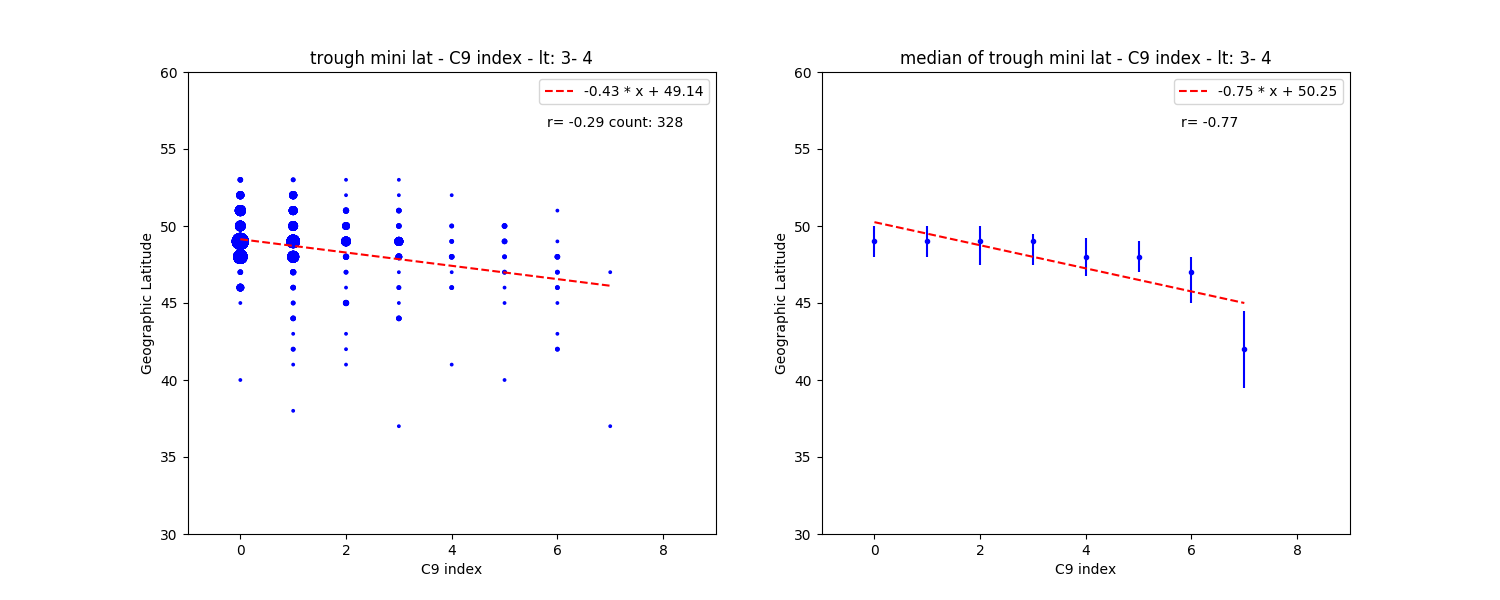 trough mini lat - C9 index - lt: 3- 4
-0.43 * x + 49.14
r= -0.29 count: 328
60
55
50
45
40
35
30
Geographic Latitude
0 2 4 6 8
C9 index
median of trough mini lat - C9 index - lt: 3- 4
-0.75 * x + 50.25
r= -0.77
60
55
50
45
40
35
30
Geographic Latitude
0 2 4 6 8
C9 index